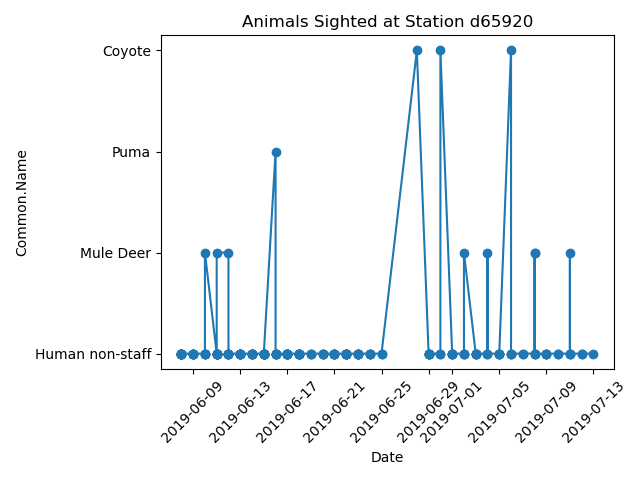 Animals Sighted at Station d65920
Coyote
Puma
Mule Deer
Human non-staff
Common.Name
2019-06-09
2019-06-13
2019-06-17
2019-06-21
2019-06-25
2019-06-29
2019-07-01
2019-07-05
2019-07-09
2019-07-13
Date